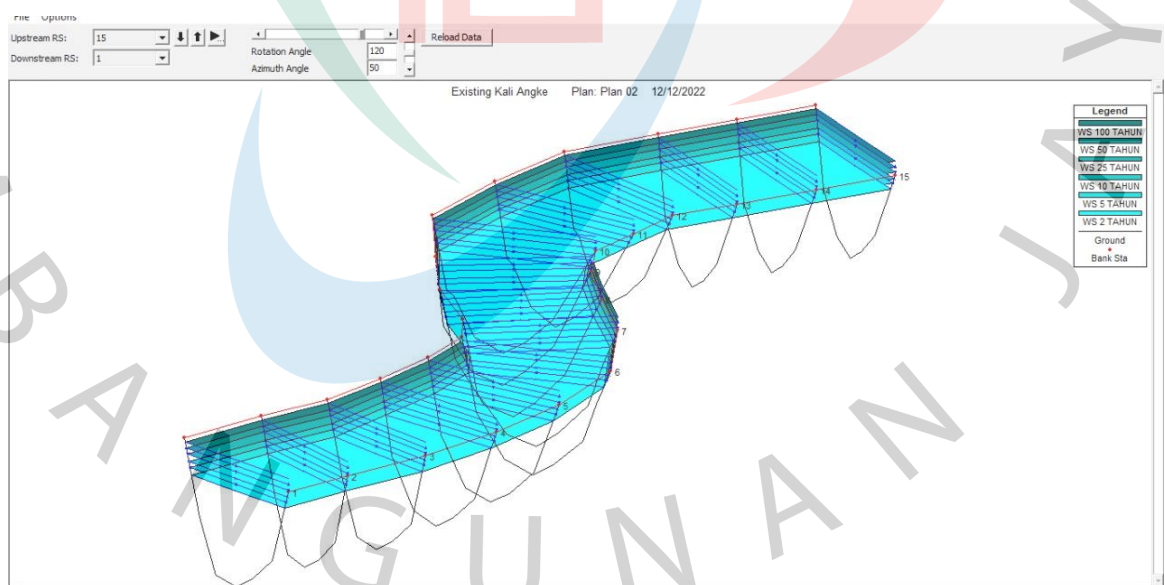 File Options
Upstream RS: 15
Downstream RS: 1
Rotation Angle 120
Azimuth Angle 50
Reload Data
Existing Kali Angke Plan: Plan 02 12/12/2022
Legend
WS 100 TAHUN
WS 50 TAHUN
WS 25 TAHUN
WS 10 TAHUN
WS 5 TAHUN
WS 2 TAHUN
Ground
Bank Sta
15
14
13
12
11
10
9
7
6
5
4
3
2
1
B A N G U N A N J A Y